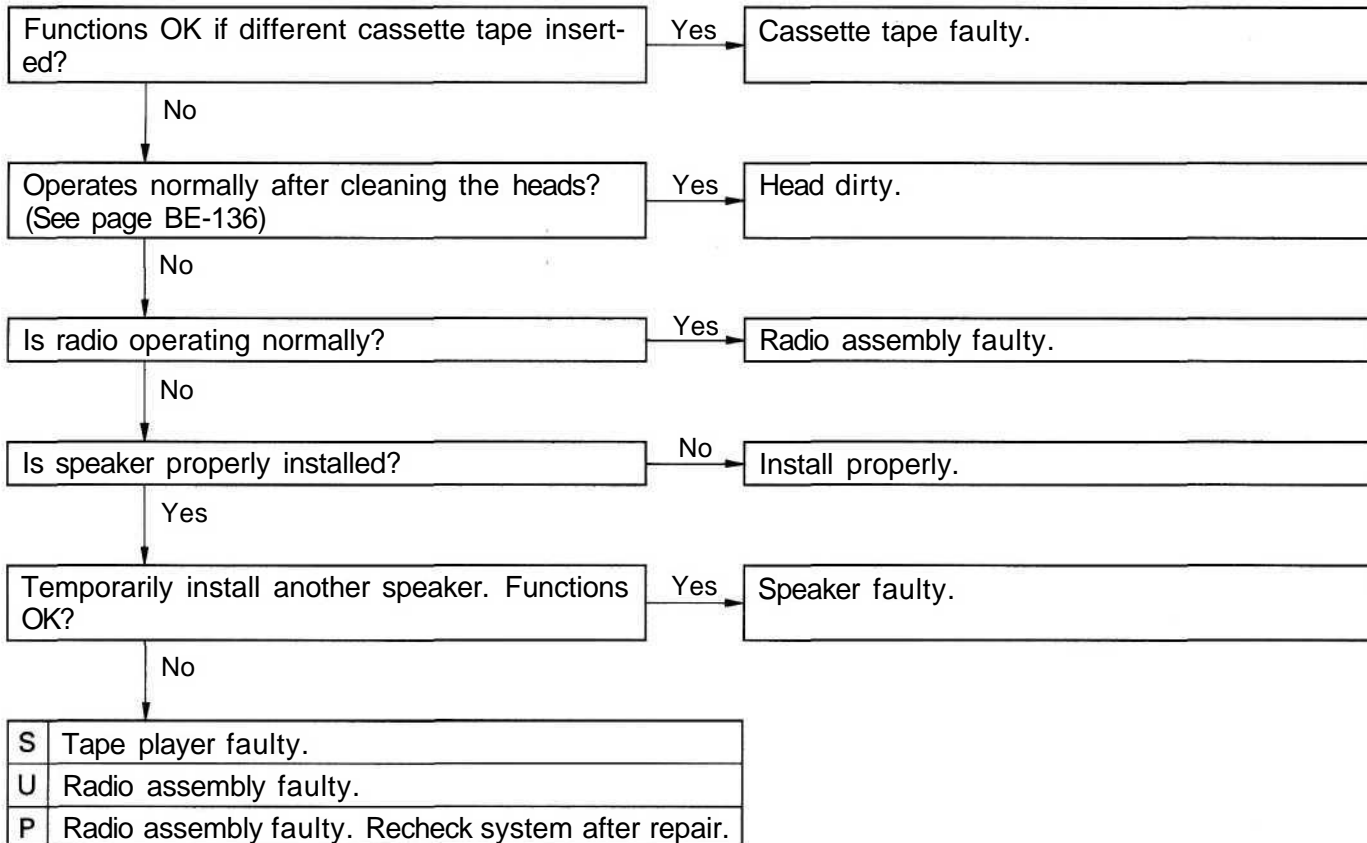 Functions OK if different cassette tape insert-
ed?
Yes
Cassette tape faulty.
No
Operates normally after cleaning the heads?
(See page BE-136)
Yes
Head dirty.
No
Is radio operating normally?
Yes
Radio assembly faulty.
No
Is speaker properly installed?
No
Install properly.
Yes
Temporarily install another speaker. Functions
OK?
Yes
Speaker faulty.
No
S Tape player faulty.
U Radio assembly faulty.
P Radio assembly faulty. Recheck system after repair.